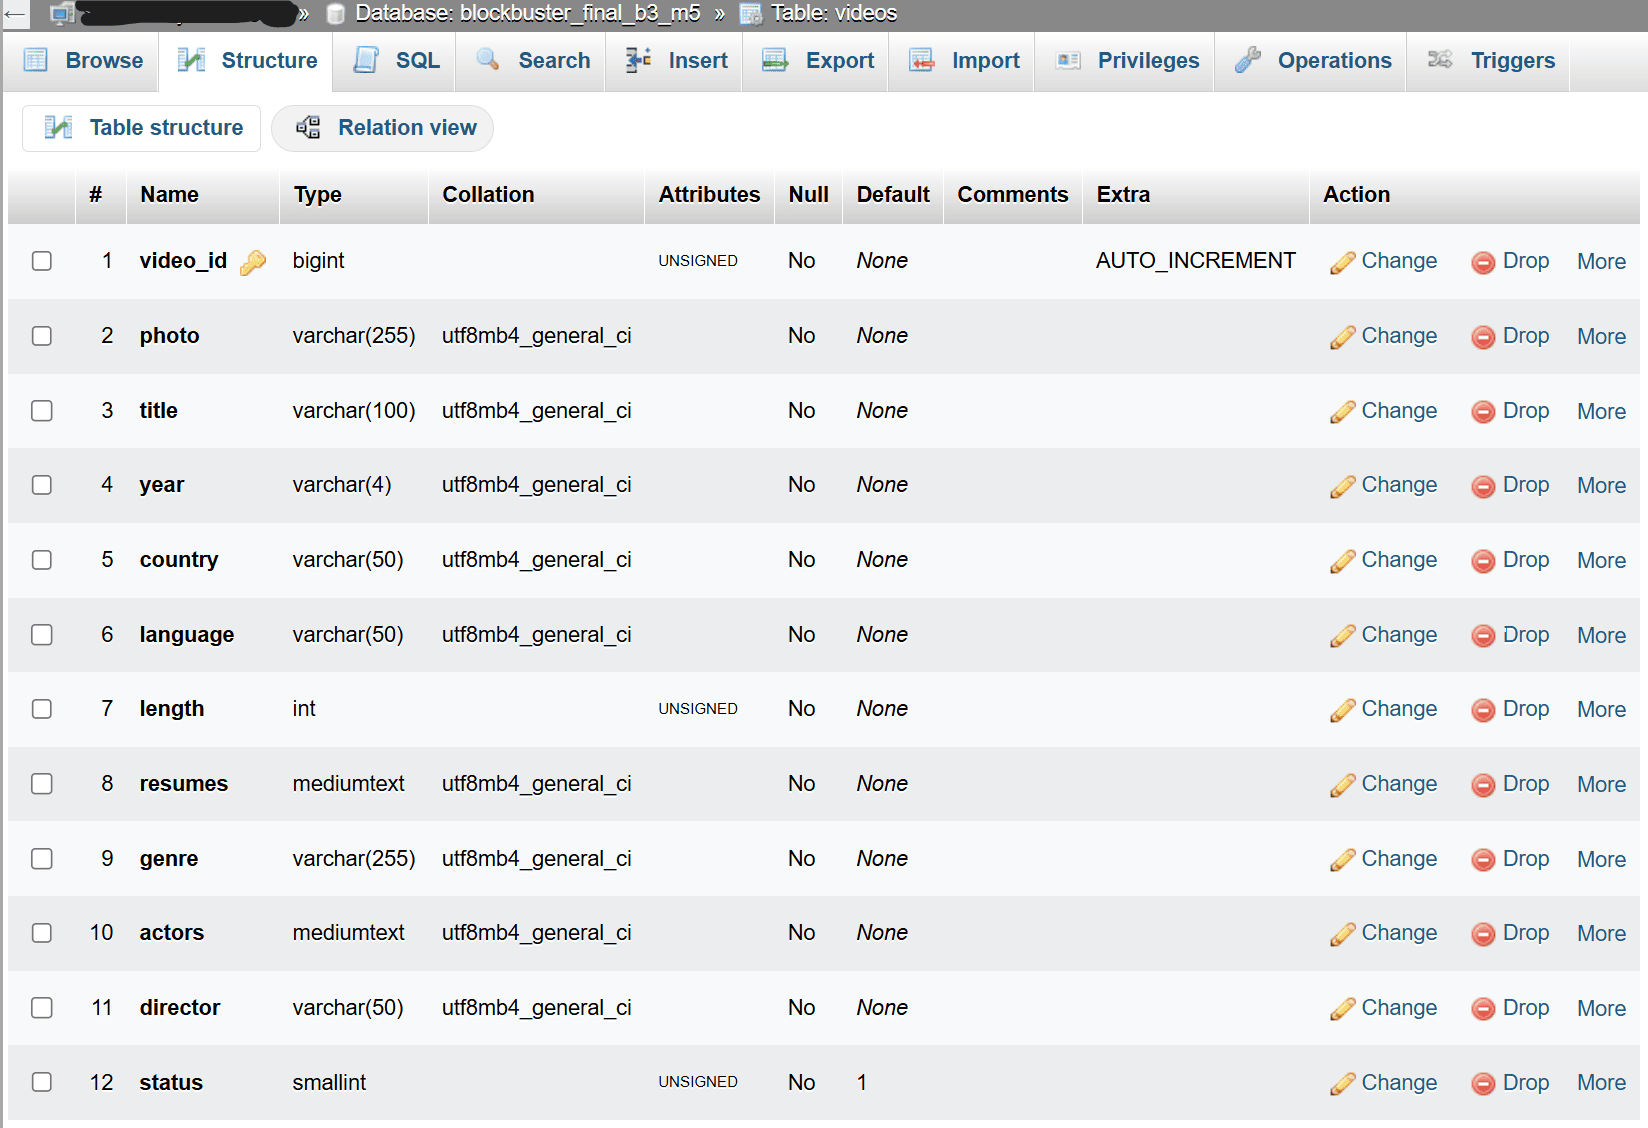 » Database: blockbuster_final_b3_m5 » Table: videos
Browse Structure SQL Search Insert Export Import Privileges Operations Triggers
Table structure Relation view
# Name Type Collation Attributes Null Default Comments Extra Action
1 video_id bigint UNSIGNED No None AUTO_INCREMENT Change Drop More
2 photo varchar(255) utf8mb4_general_ci No None Change Drop More
3 title varchar(100) utf8mb4_general_ci No None Change Drop More
4 year varchar(4) utf8mb4_general_ci No None Change Drop More
5 country varchar(50) utf8mb4_general_ci No None Change Drop More
6 language varchar(50) utf8mb4_general_ci No None Change Drop More
7 length int UNSIGNED No None Change Drop More
8 resumes mediumtext utf8mb4_general_ci No None Change Drop More
9 genre varchar(255) utf8mb4_general_ci No None Change Drop More
10 actors mediumtext utf8mb4_general_ci No None Change Drop More
11 director varchar(50) utf8mb4_general_ci No None Change Drop More
12 status smallint UNSIGNED No 1 Change Drop More